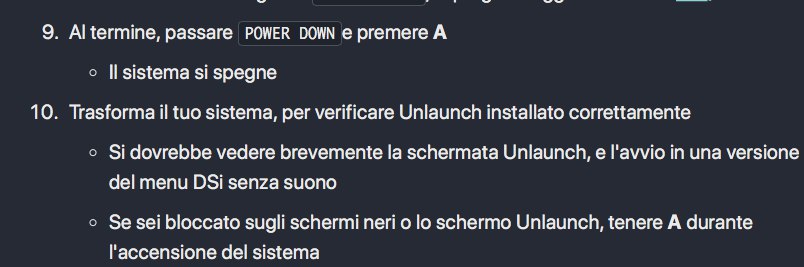 9. Al termine, passare POWER DOWN e premere A
Il sistema si spegne
10. Trasforma il tuo sistema, per verificare Unlaunch installato correttamente
Si dovrebbe vedere brevemente la schermata Unlaunch, e l'avvio in una versione
del menu DSi senza suono
Se sei bloccato sugli schermi neri o lo schermo Unlaunch, tenere A durante
l'accensione del sistema